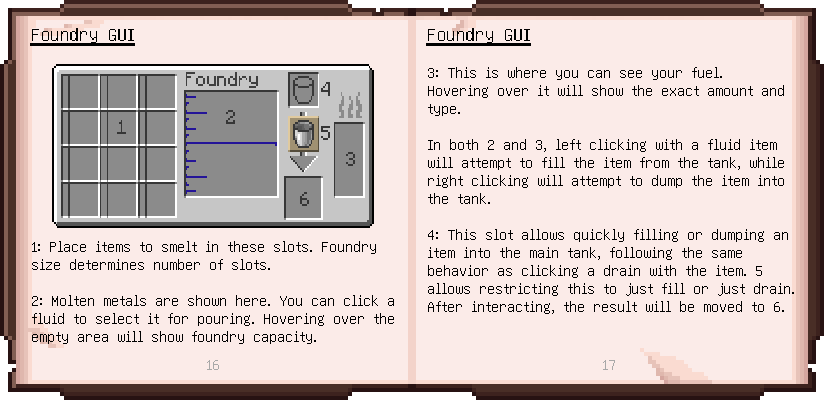 Foundry GUI
Foundry
4
2
1
5
3
6
1: Place items to smelt in these slots. Foundry
size determines number of slots.
2: Molten metals are shown here. You can click a
fluid to select it for pouring. Hovering over the
empty area will show foundry capacity.
16
Foundry GUI
3: This is where you can see your fuel.
Hovering over it will show the exact amount and
type.
In both 2 and 3, left clicking with a fluid item
will attempt to fill the item from the tank, while
right clicking will attempt to dump the item into
the tank.
4: This slot allows quickly filling or dumping an
item into the main tank, following the same
behavior as clicking a drain with the item. 5
allows restricting this to just fill or just drain.
After interacting, the result will be moved to 6.
17